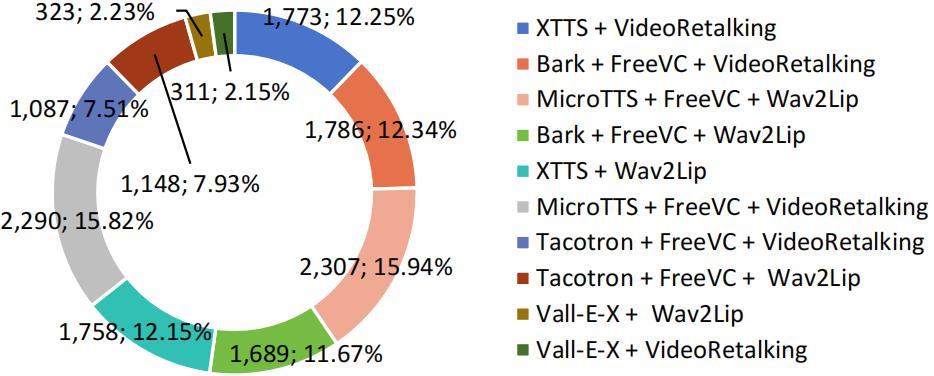 323; 2.23%
1,773; 12.25%
311; 2.15%
1,087; 7.51%
1,786; 12.34%
1,148; 7.93%
2,290; 15.82%
2,307; 15.94%
1,758; 12.15%
1,689; 11.67%
XTTS + VideoRetalking
Bark + FreeVC + VideoRetalking
MicroTTS + FreeVC + Wav2Lip
Bark + FreeVC + Wav2Lip
XTTS + Wav2Lip
MicroTTS + FreeVC + VideoRetalking
Tacotron + FreeVC + VideoRetalking
Tacotron + FreeVC +  Wav2Lip
Vall-E-X +  Wav2Lip
Vall-E-X + VideoRetalking